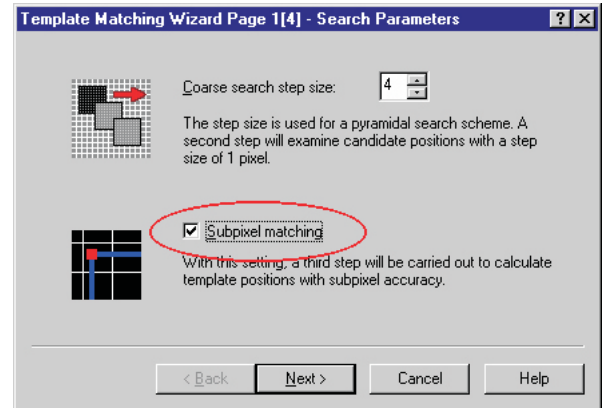 Template Matching Wizard Page 1[4] - Search Parameters
Coarse search step size: 4
The step size is used for a pyramidal search scheme. A
second step will examine candidate positions with a step
size of 1 pixel.
Subpixel matching
With this setting, a third step will be carried out to calculate
template positions with subpixel accuracy.
< Back Next > Cancel Help